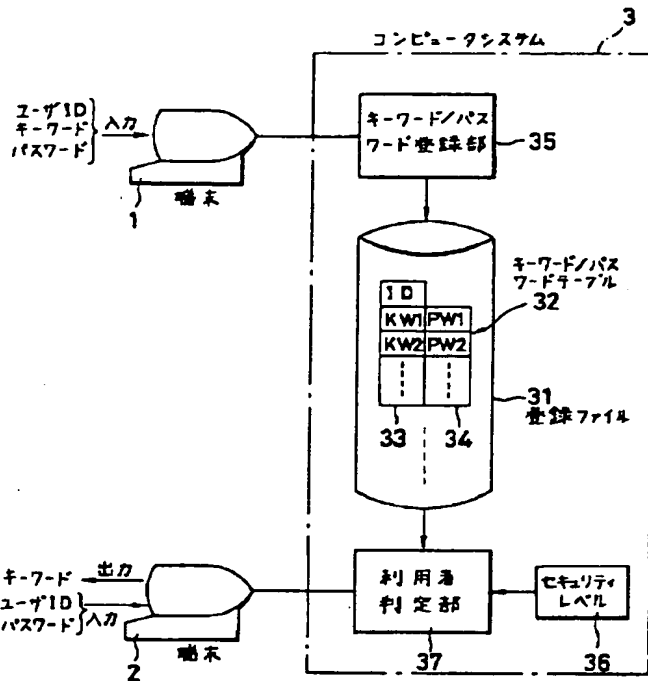 コンピュータシステム
3
ユーザID
キーワード
パスワード
入力
1
端末
キーワード/パス
ワード登録部
35
キーワード/パス
ワードテーブル
32
ID
KW1 PW1
KW2 PW2
33 34
31
登録ファイル
キーワード
出力
ユーザID
パスワード
入力
2
端末
利用者
判定部
37
セキュリティ
レベル
36